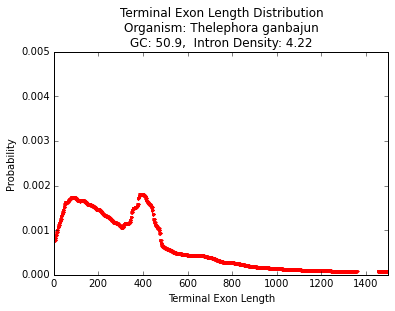 Terminal Exon Length Distribution
Organism: Thelephora ganbajun
GC: 50.9,  Intron Density: 4.22
0.005
0.004
0.003
0.002
0.001
0.000
Probability
0 200 400 600 800 1000 1200 1400
Terminal Exon Length